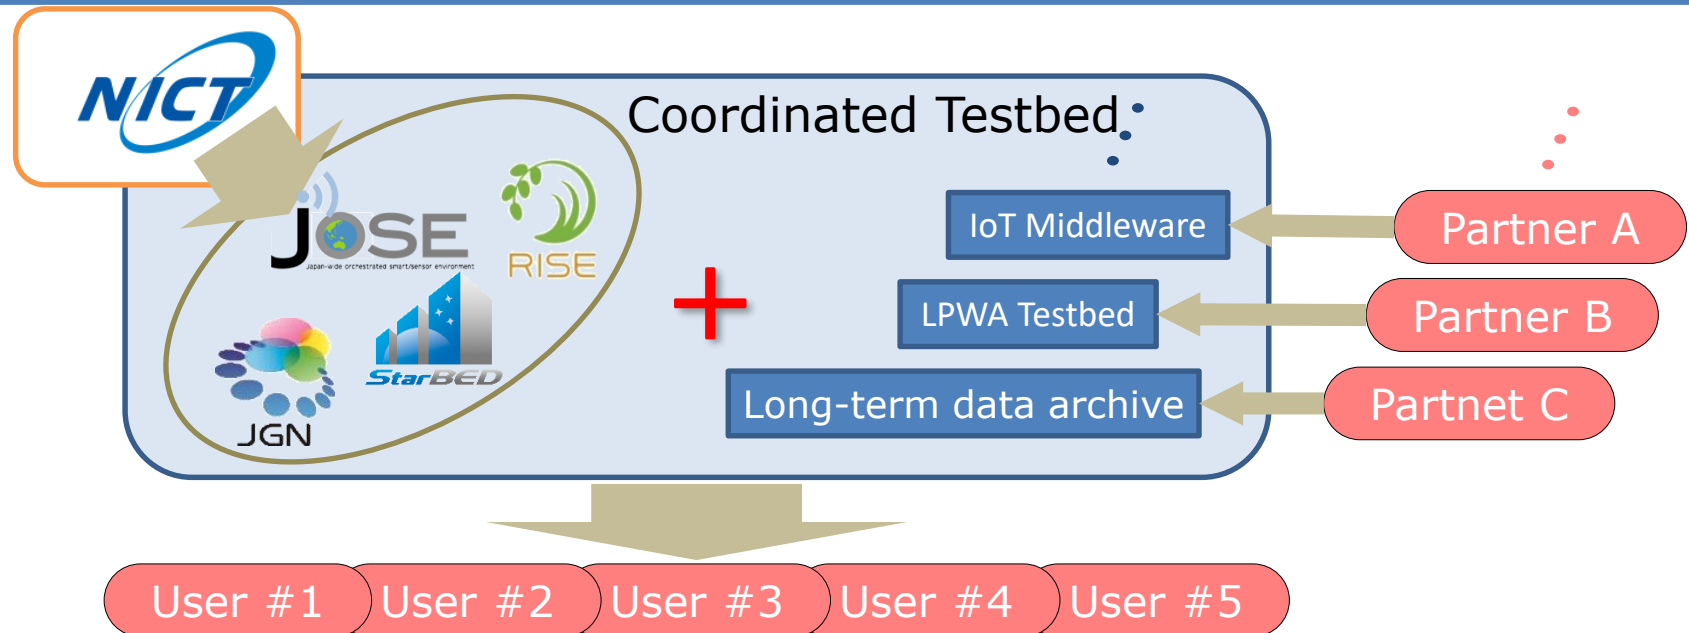 NICT
Coordinated Testbed
JOSE
Japan-wide orchestrated smart/sensor environment
RISE
StarBED
JGN
+
IoT Middleware
LPWA Testbed
Long-term data archive
Partner A
Partner B
Partnet C
User #1
User #2
User #3
User #4
User #5